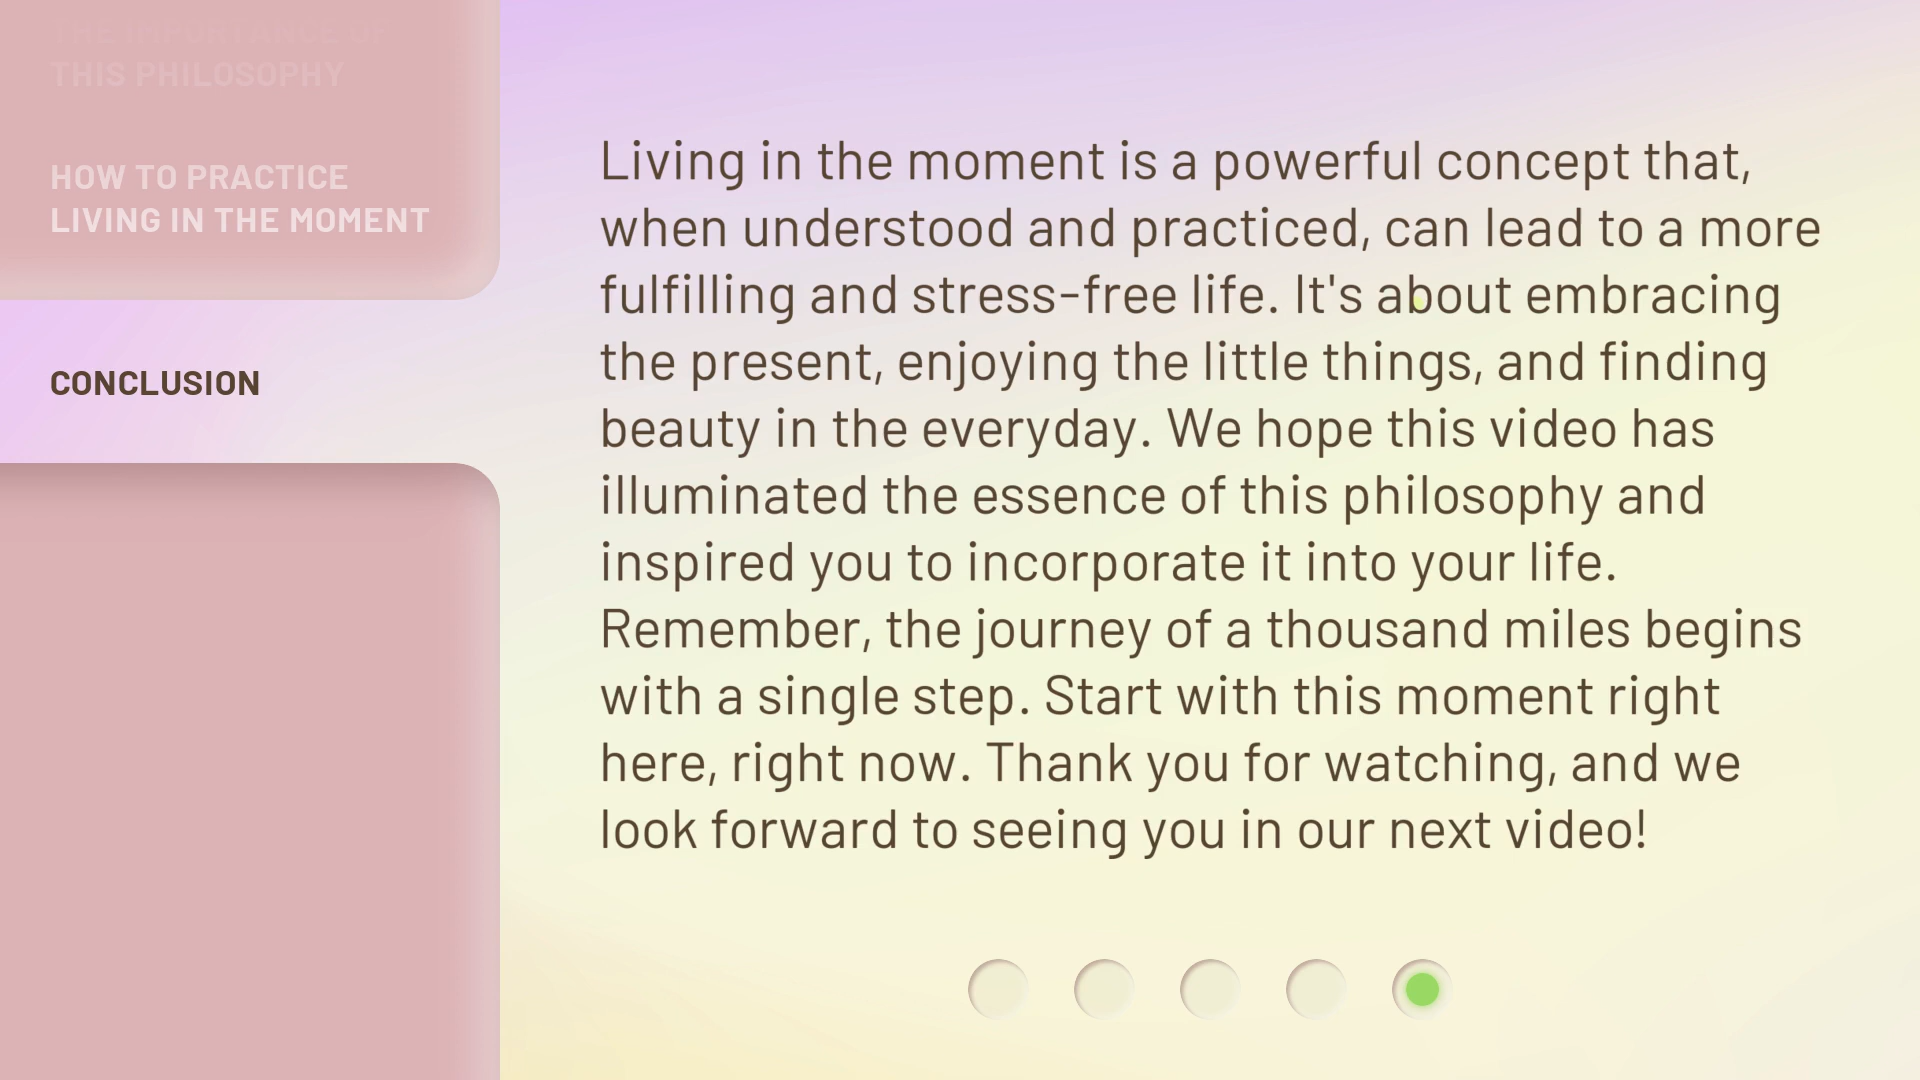 THE IMPORTANCE OF
THIS PHILOSOPHY
HOW TO PRACTICE
LIVING IN THE MOMENT
CONCLUSION
Living in the moment is a powerful concept that,
when understood and practiced, can lead to a more
fulfilling and stress-free life. It's about embracing
the present, enjoying the little things, and finding
beauty in the everyday. We hope this video has
illuminated the essence of this philosophy and
inspired you to incorporate it into your life.
Remember, the journey of a thousand miles begins
with a single step. Start with this moment right
here, right now. Thank you for watching, and we
look forward to seeing you in our next video!